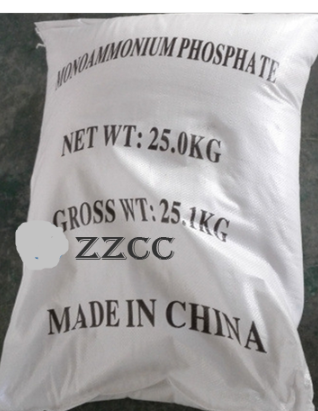 MONOAMMONIUM PHOSPHATE
NET WT: 25.0KG
GROSS WT: 25.1KG
ZZCC
MADE IN CHINA